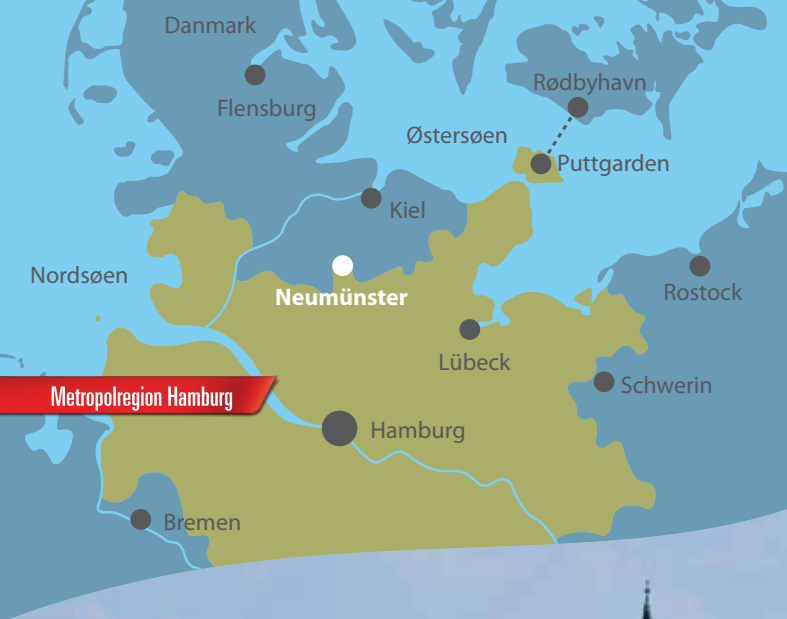 Danmark
Flensburg
Rødbyhavn
Østersøen
Puttgarden
Kiel
Nordsøen
Neumünster
Rostock
Lübeck
Schwerin
Metropolregion Hamburg
Hamburg
Bremen